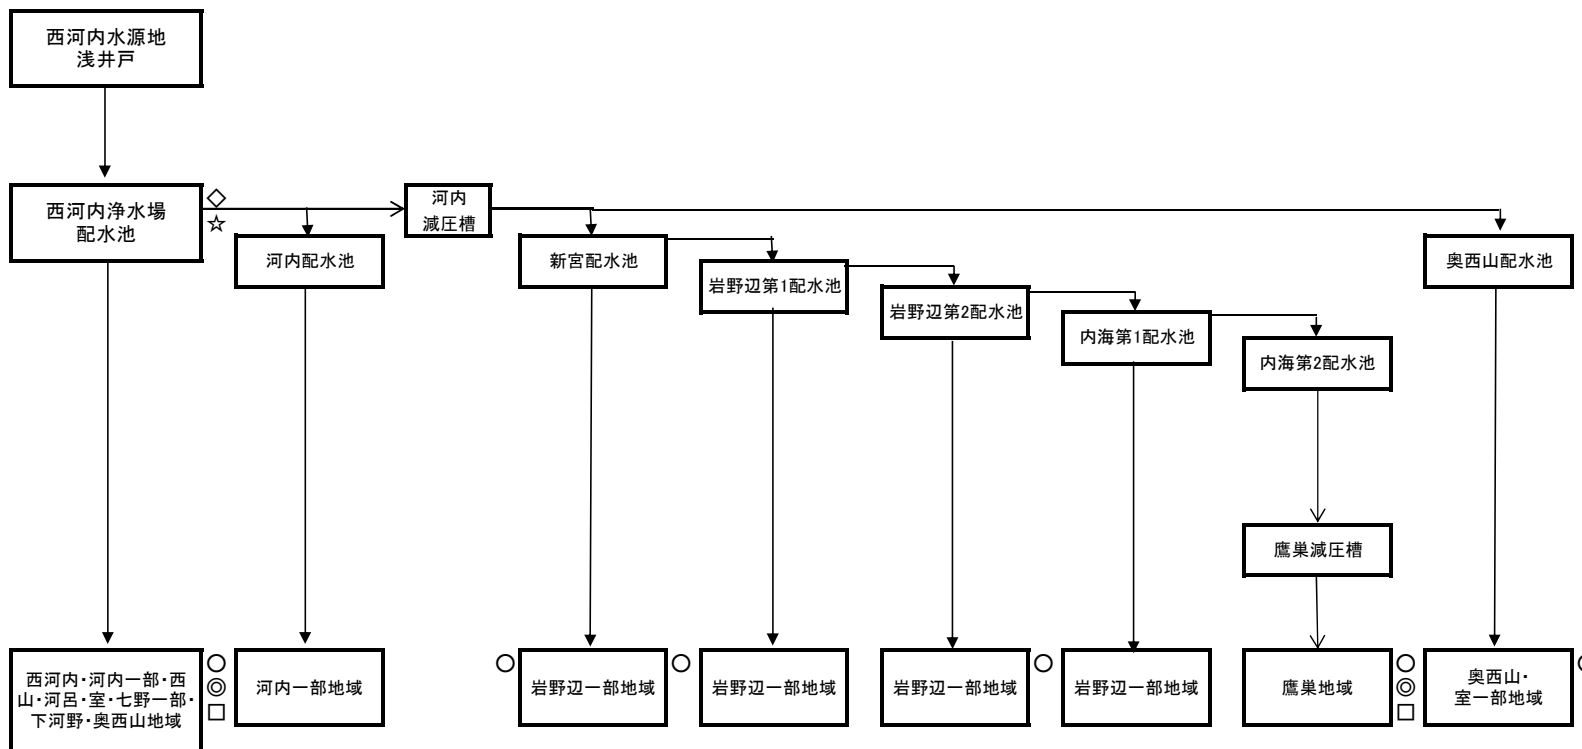 西河内水源地
浅井戸
西河内浄水場
配水池
◇
☆
河内
減圧槽
河内配水池
新宮配水池
岩野辺第1配水池
岩野辺第2配水池
内海第1配水池
内海第2配水池
奥西山配水池
鷹巣減圧槽
西河内・河内一部・西
山・河呂・室・七野一部・
下河野・奥西山地域
○
◎
□
河内一部地域
○
岩野辺一部地域
○
岩野辺一部地域
岩野辺一部地域
○
岩野辺一部地域
鷹巣地域
○
◎
□
奥西山・
室一部地域
○